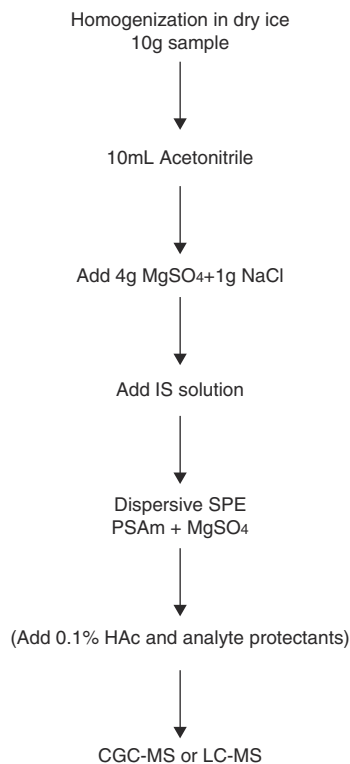 Homogenization in dry ice
10g sample
10mL Acetonitrile
Add 4g MgSO4+1g NaCl
Add IS solution
Dispersive SPE
PSAm + MgSO4
(Add 0.1% HAc and analyte protectants)
CGC-MS or LC-MS